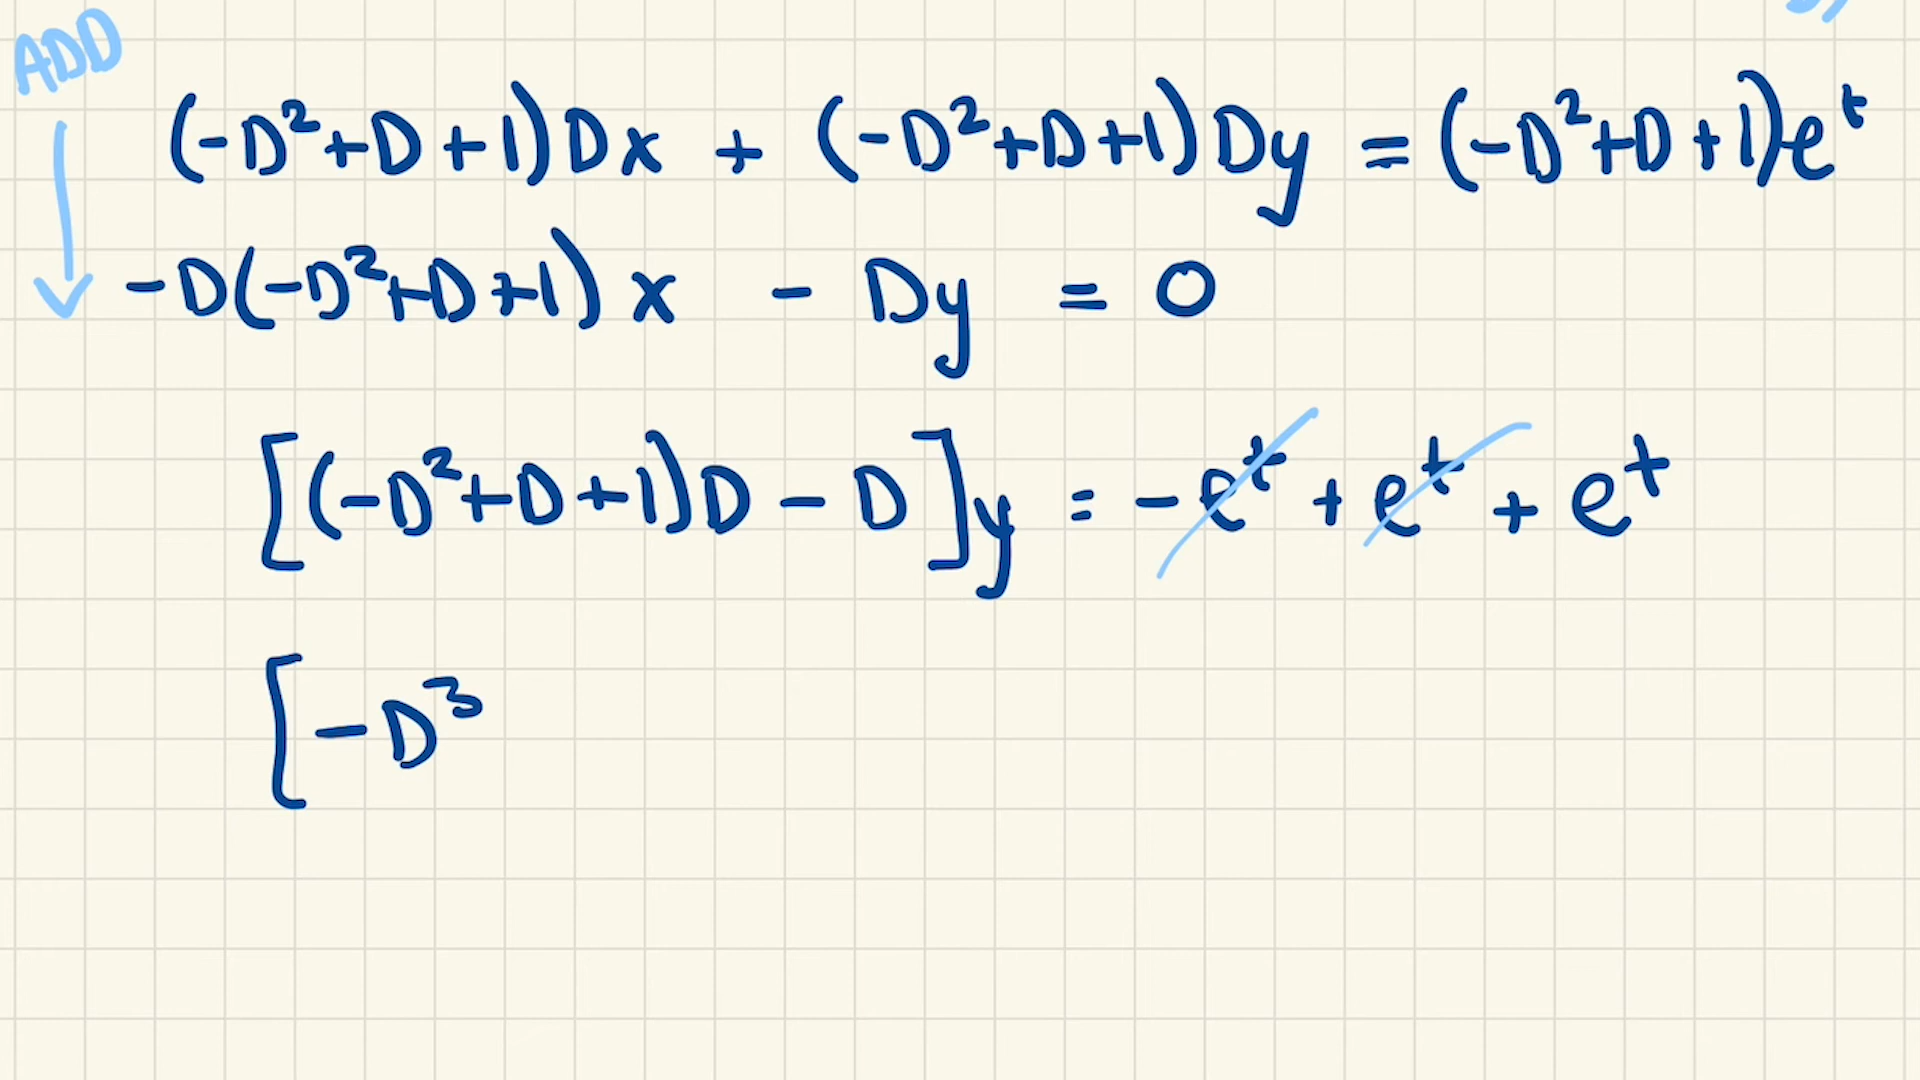 ADD
(-D²+D+1)Dx + (-D²+D+1)Dy = (-D²+D+1)eᵗ
-D(-D²+D+1)x - Dy = 0
[(-D²+D+1)D - D]y = -eᵗ + eᵗ + eᵗ
[-D³